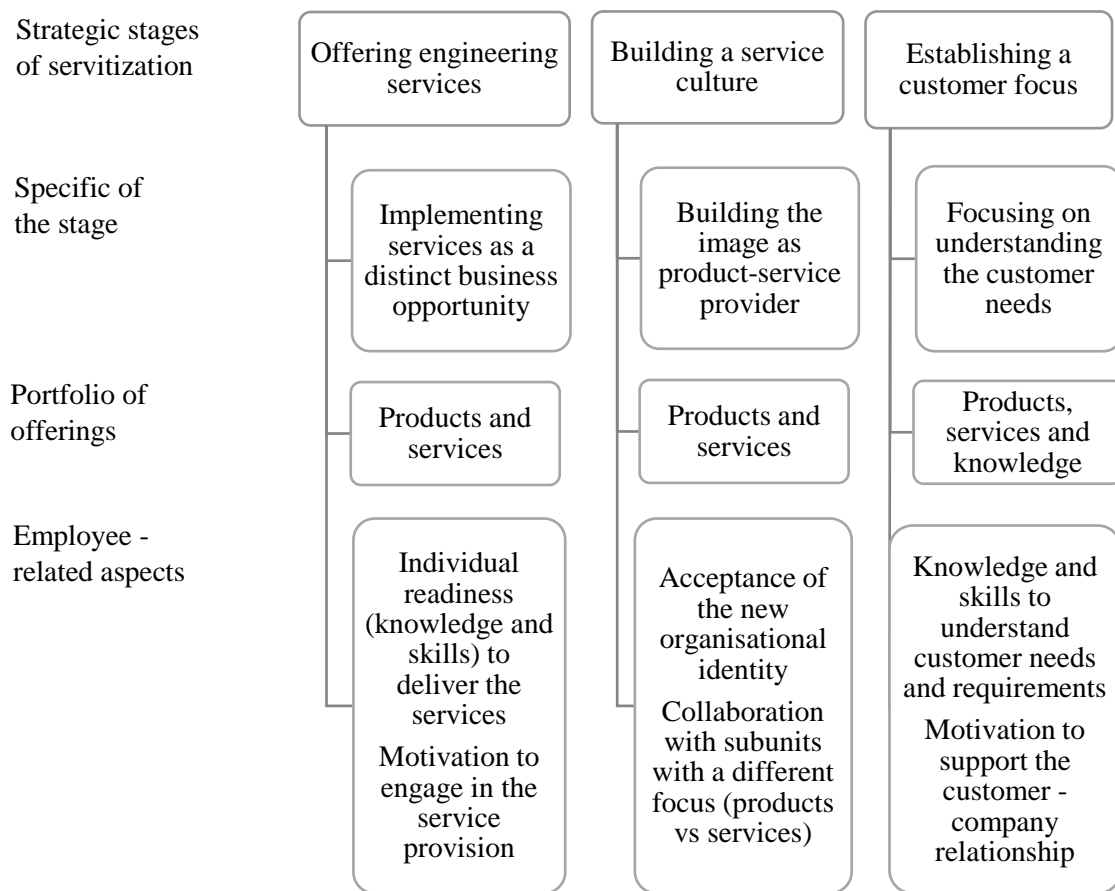 Strategic stages
of servitization
Offering engineering
services
Building a service
culture
Establishing a
customer focus
Specific of
the stage
Implementing
services as a
distinct business
opportunity
Building the
image as
product-service
provider
Focusing on
understanding
the customer
needs
Portfolio of
offerings
Products and
services
Products and
services
Products,
services and
knowledge
Employee -
related aspects
Individual
readiness
(knowledge and
skills) to
deliver the
services
Motivation to
engage in the
service
provision
Acceptance of
the new
organisational
identity
Collaboration
with subunits
with a different
focus (products
vs services)
Knowledge and
skills to
understand
customer needs
and requirements
Motivation to
support the
customer -
company
relationship